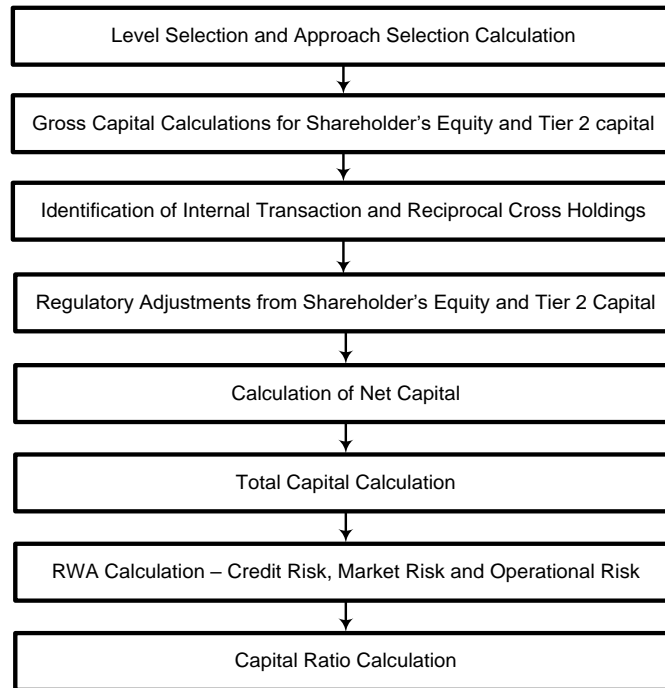 Level Selection and Approach Selection Calculation
Gross Capital Calculations for Shareholder’s Equity and Tier 2 capital
Identification of Internal Transaction and Reciprocal Cross Holdings
Regulatory Adjustments from Shareholder’s Equity and Tier 2 Capital
Calculation of Net Capital
Total Capital Calculation
RWA Calculation – Credit Risk, Market Risk and Operational Risk
Capital Ratio Calculation